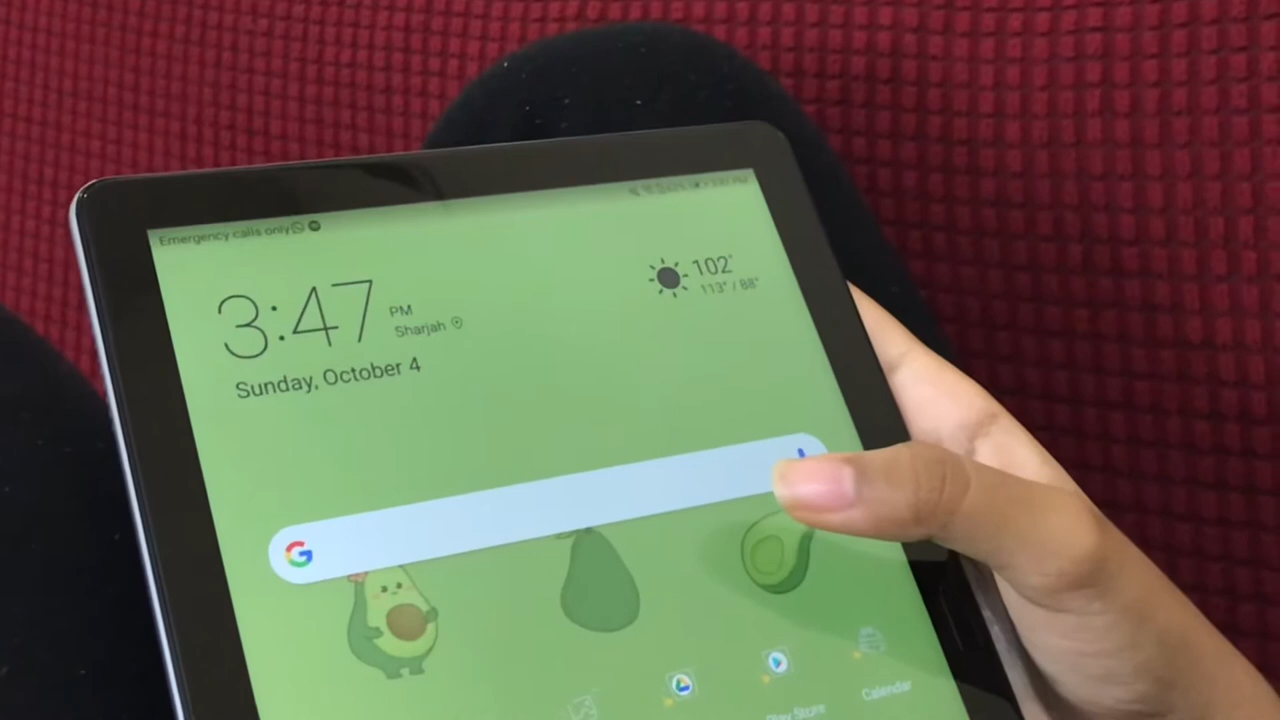 Emergency calls only
3:47 PM
Sharjah
Sunday, October 4
102°
113° / 88°
G
Play Store
Calendar